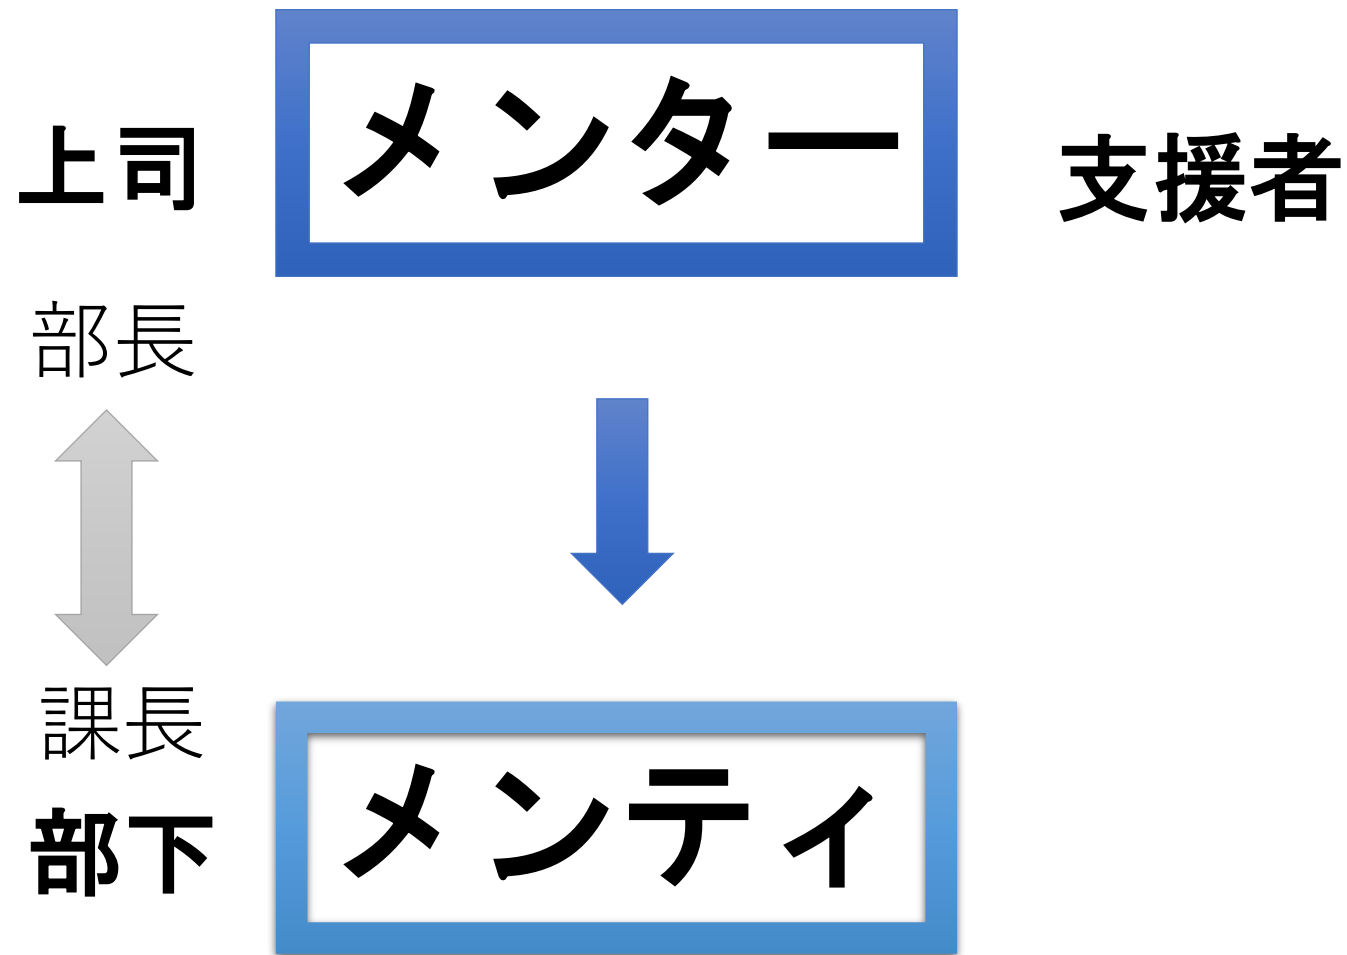 上司
メンター
支援者
部長
課長
部下
メンティ